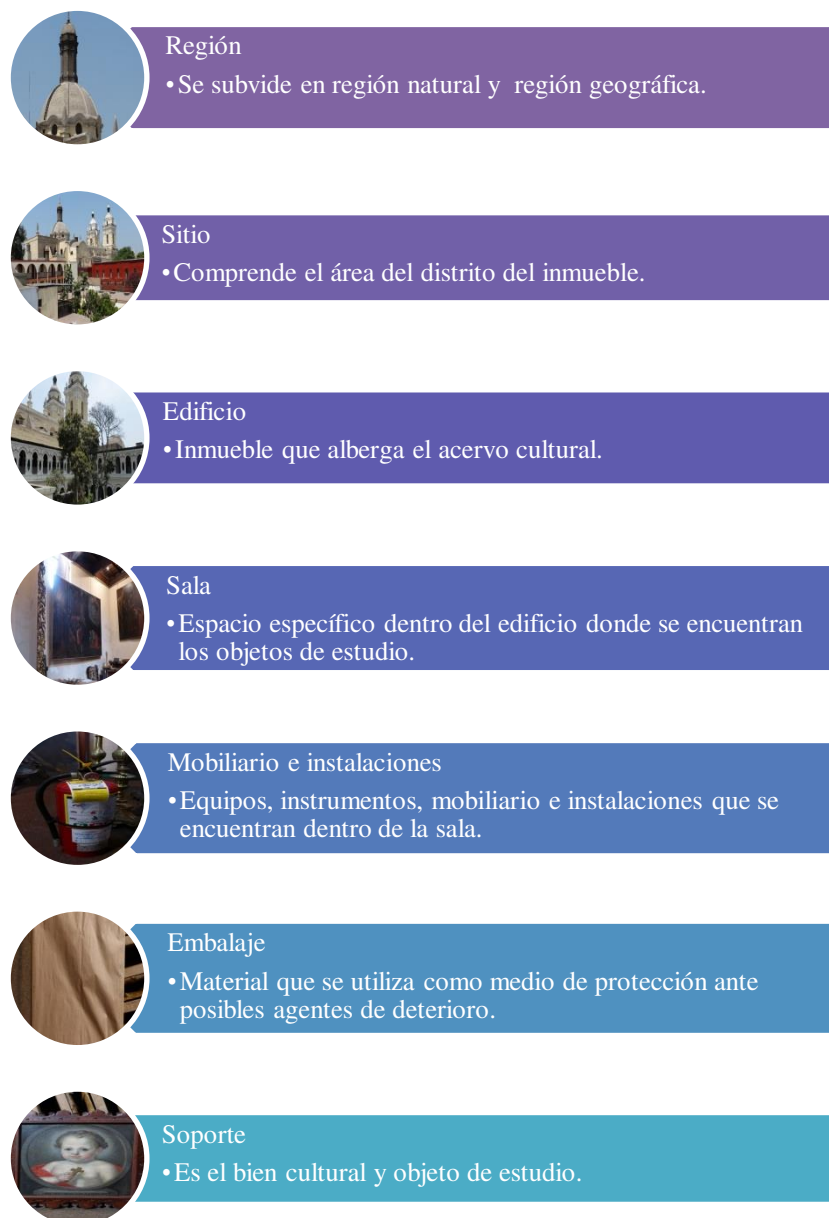 Región
•Se subvide en región natural y región geográfica.
Sitio
•Comprende el área del distrito del inmueble.
Edificio
•Inmueble que alberga el acervo cultural.
Sala
•Espacio específico dentro del edificio donde se encuentran
los objetos de estudio.
Mobiliario e instalaciones
•Equipos, instrumentos, mobiliario e instalaciones que se
encuentran dentro de la sala.
Embalaje
•Material que se utiliza como medio de protección ante
posibles agentes de deterioro.
Soporte
•Es el bien cultural y objeto de estudio.